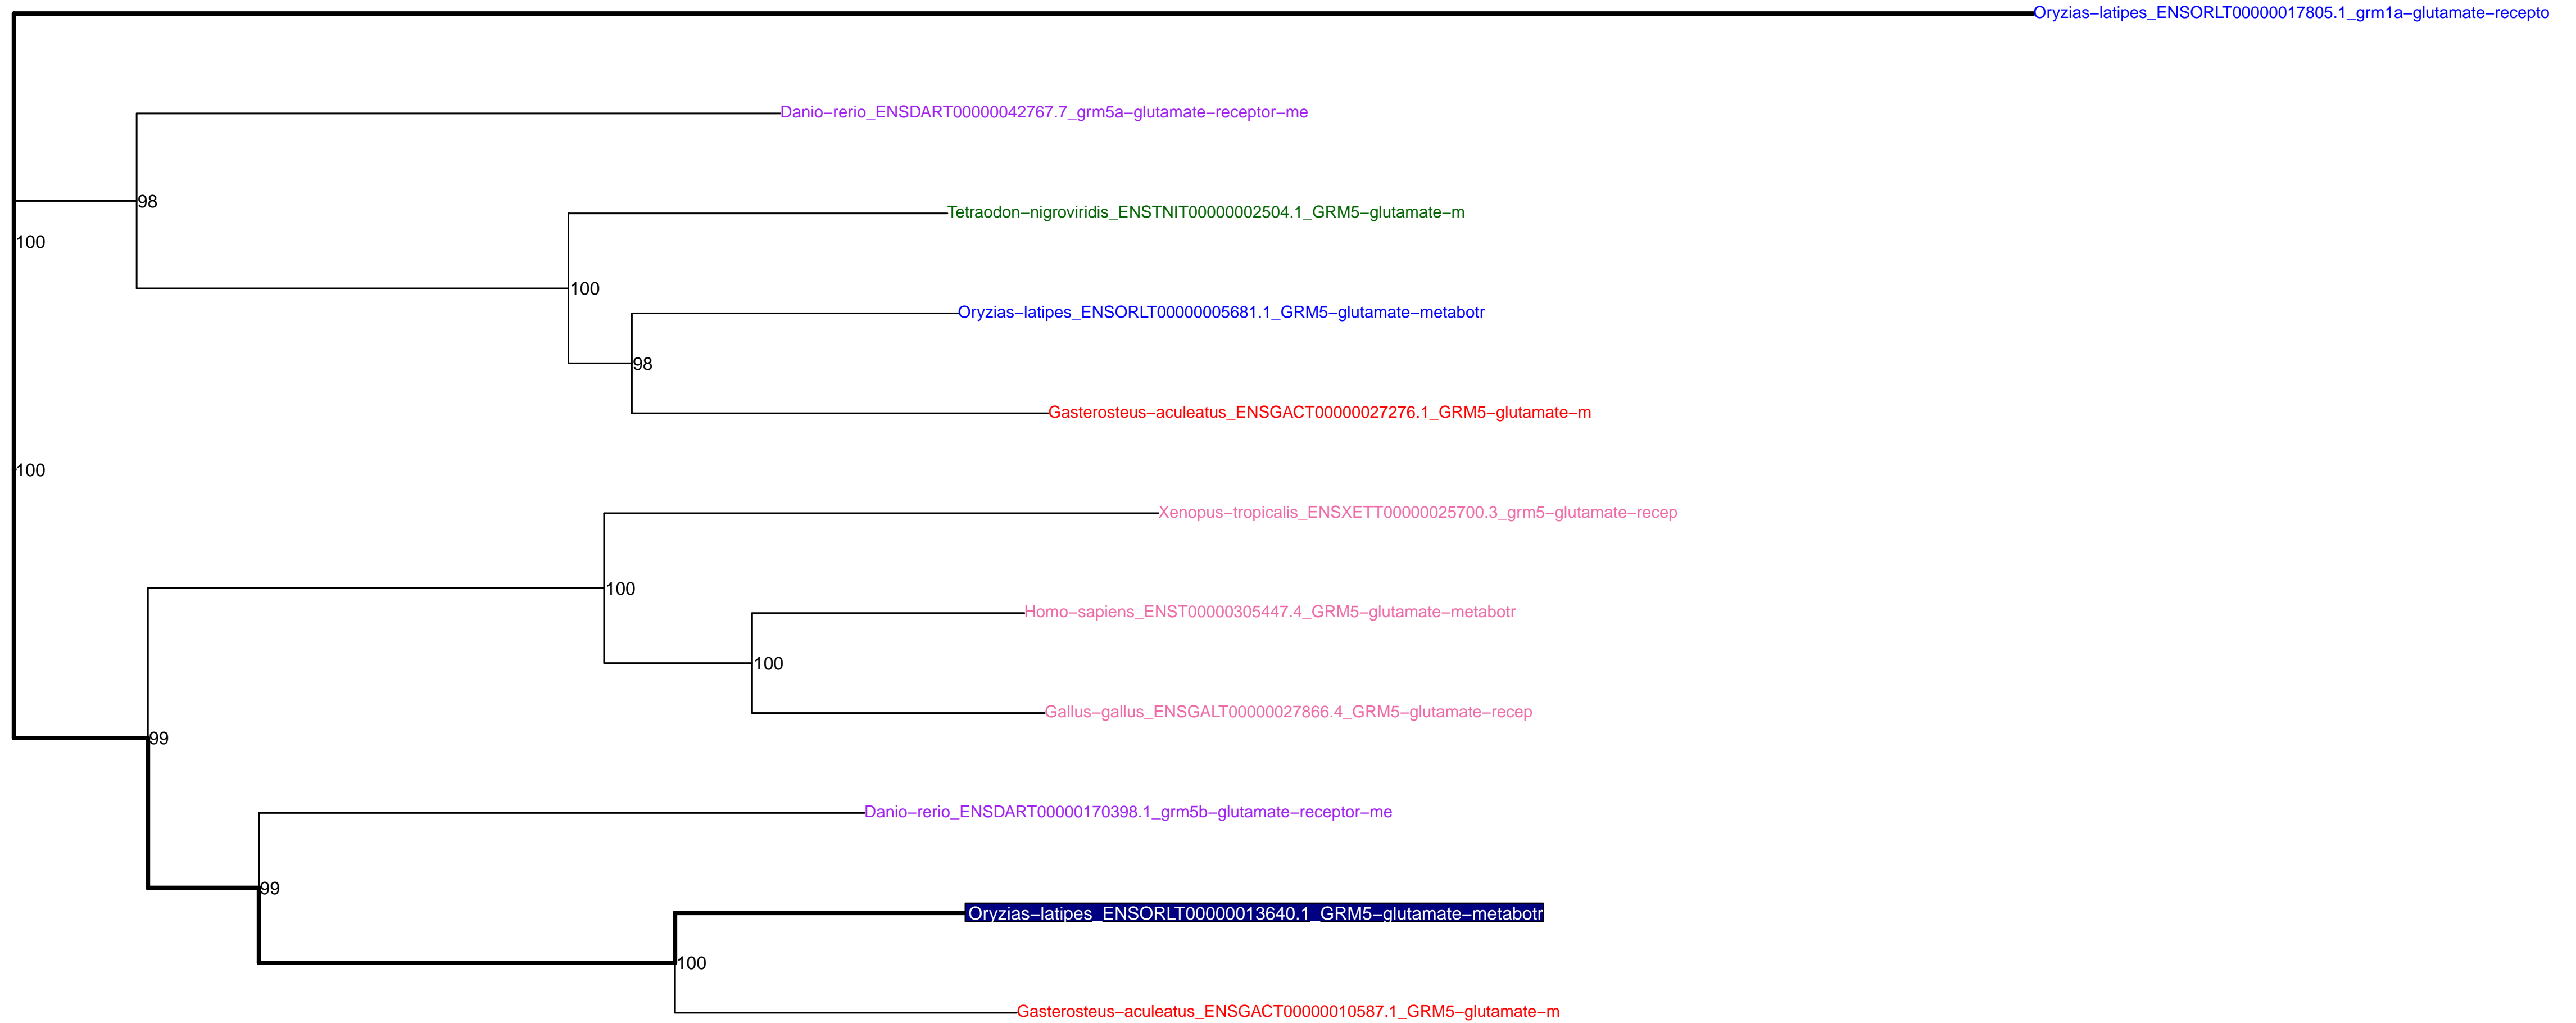 Oryzias−latipes_ENSORLT00000017805.1_grm1a−glutamate−recepto
Danio−rerio_ENSDART00000042767.7_grm5a−glutamate−receptor−me
98
Tetraodon−nigroviridis_ENSTNIT00000002504.1_GRM5−glutamate−m
100
100
Oryzias−latipes_ENSORLT00000005681.1_GRM5−glutamate−metabotr
98
Gasterosteus−aculeatus_ENSGACT00000027276.1_GRM5−glutamate−m
100
Xenopus−tropicalis_ENSXETT00000025700.3_grm5−glutamate−recep
100
Homo−sapiens_ENST00000305447.4_GRM5−glutamate−metabotr
100
Gallus−gallus_ENSGALT00000027866.4_GRM5−glutamate−recep
99
Danio−rerio_ENSDART00000170398.1_grm5b−glutamate−receptor−me
99
Oryzias−latipes_ENSORLT00000013640.1_GRM5−glutamate−metabotr
100
Gasterosteus−aculeatus_ENSGACT00000010587.1_GRM5−glutamate−m